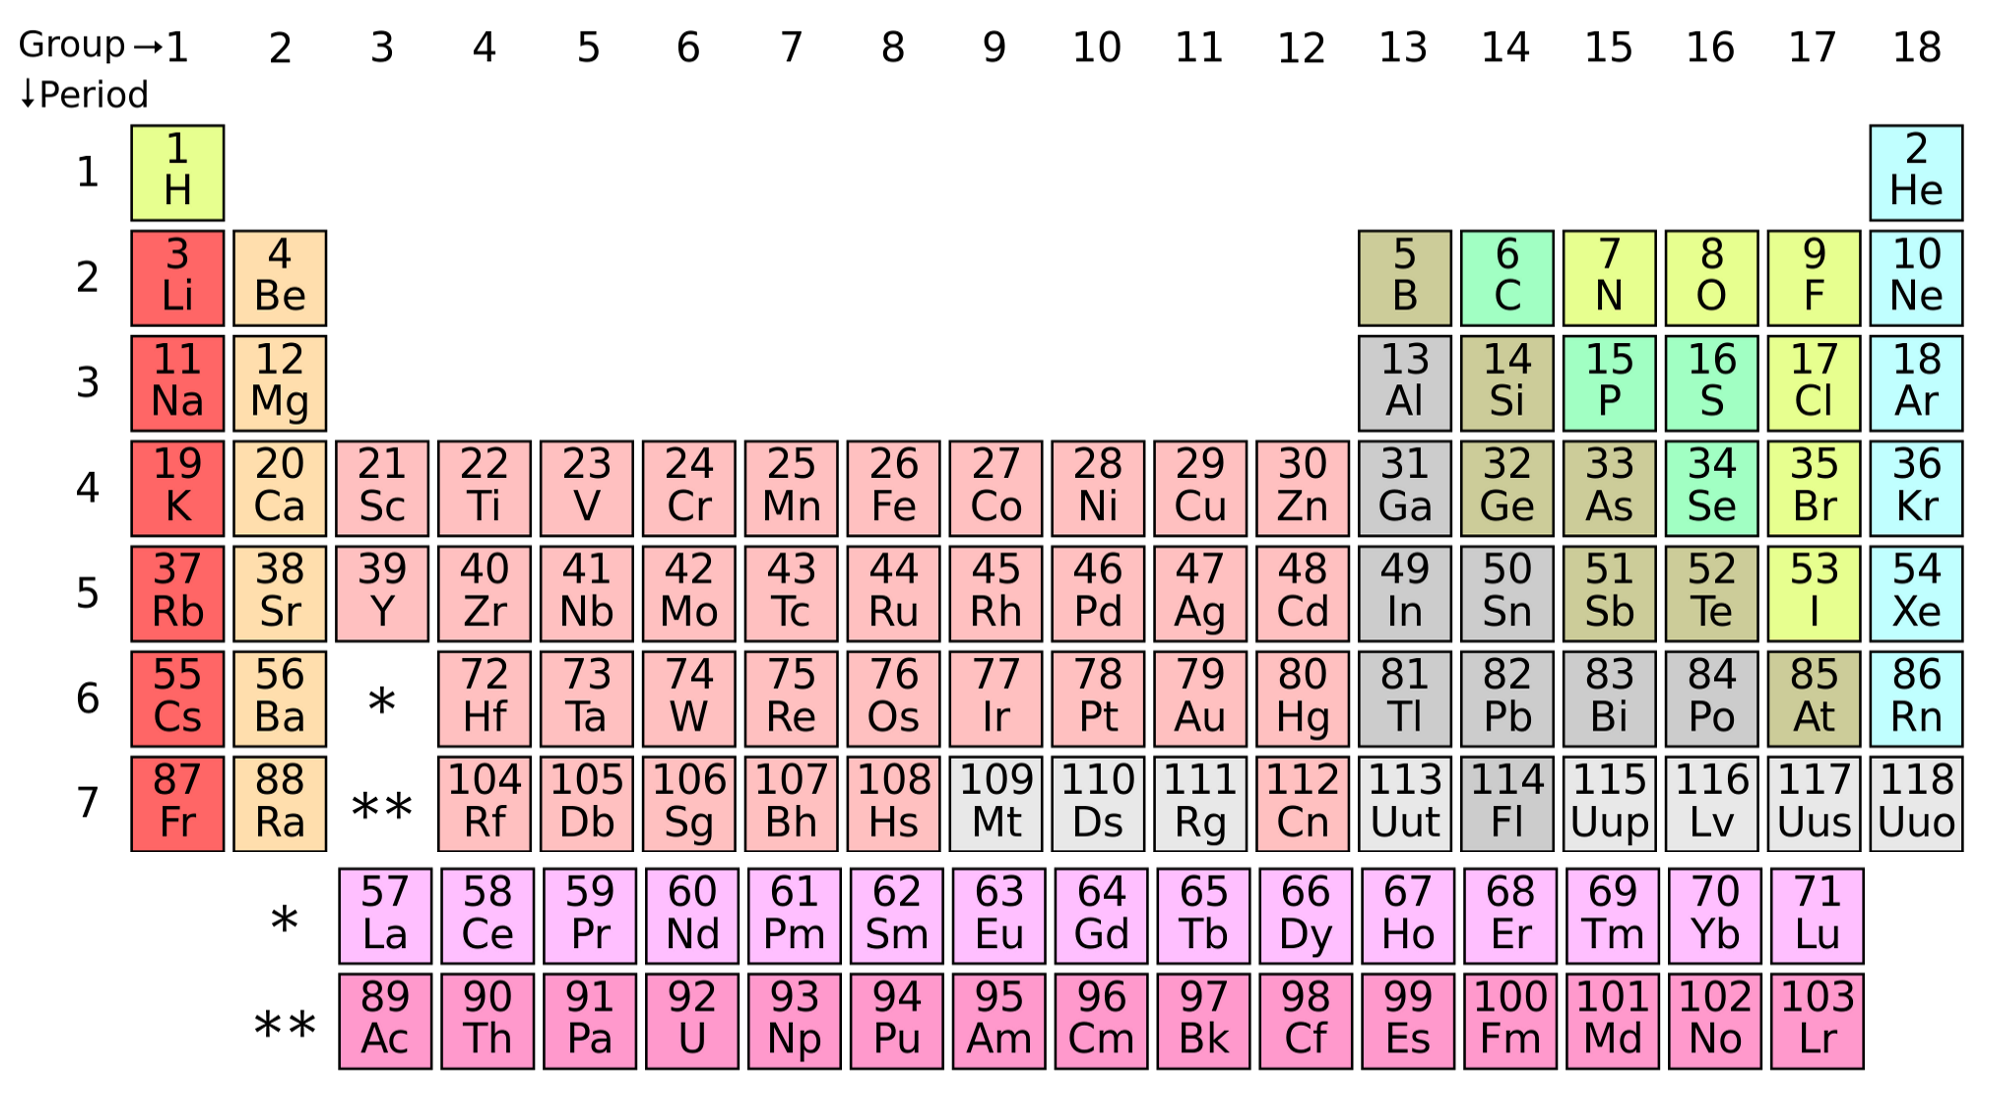 Group →1 2 3 4 5 6 7 8 9 10 11 12 13 14 15 16 17 18
↓Period
1 2
1 H He
3 4 5 6 7 8 9 10
2 Li Be B C N O F Ne
11 12 13 14 15 16 17 18
3 Na Mg Al Si P S Cl Ar
19 20 21 22 23 24 25 26 27 28 29 30 31 32 33 34 35 36
4 K Ca Sc Ti V Cr Mn Fe Co Ni Cu Zn Ga Ge As Se Br Kr
37 38 39 40 41 42 43 44 45 46 47 48 49 50 51 52 53 54
5 Rb Sr Y Zr Nb Mo Tc Ru Rh Pd Ag Cd In Sn Sb Te I Xe
55 56 72 73 74 75 76 77 78 79 80 81 82 83 84 85 86
6 Cs Ba * Hf Ta W Re Os Ir Pt Au Hg Tl Pb Bi Po At Rn
87 88 104 105 106 107 108 109 110 111 112 113 114 115 116 117 118
7 Fr Ra ** Rf Db Sg Bh Hs Mt Ds Rg Cn Uut Fl Uup Lv Uus Uuo
57 58 59 60 61 62 63 64 65 66 67 68 69 70 71
* La Ce Pr Nd Pm Sm Eu Gd Tb Dy Ho Er Tm Yb Lu
89 90 91 92 93 94 95 96 97 98 99 100 101 102 103
** Ac Th Pa U Np Pu Am Cm Bk Cf Es Fm Md No Lr